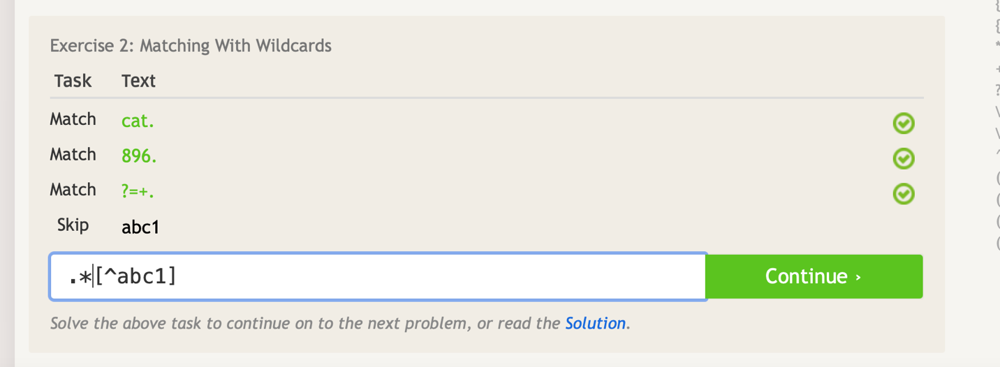 Exercise 2: Matching With Wildcards
Task Text
Match cat.
Match 896.
Match ?=+.
Skip abc1
.*[^abc1] Continue ›
Solve the above task to continue on to the next problem, or read the Solution.